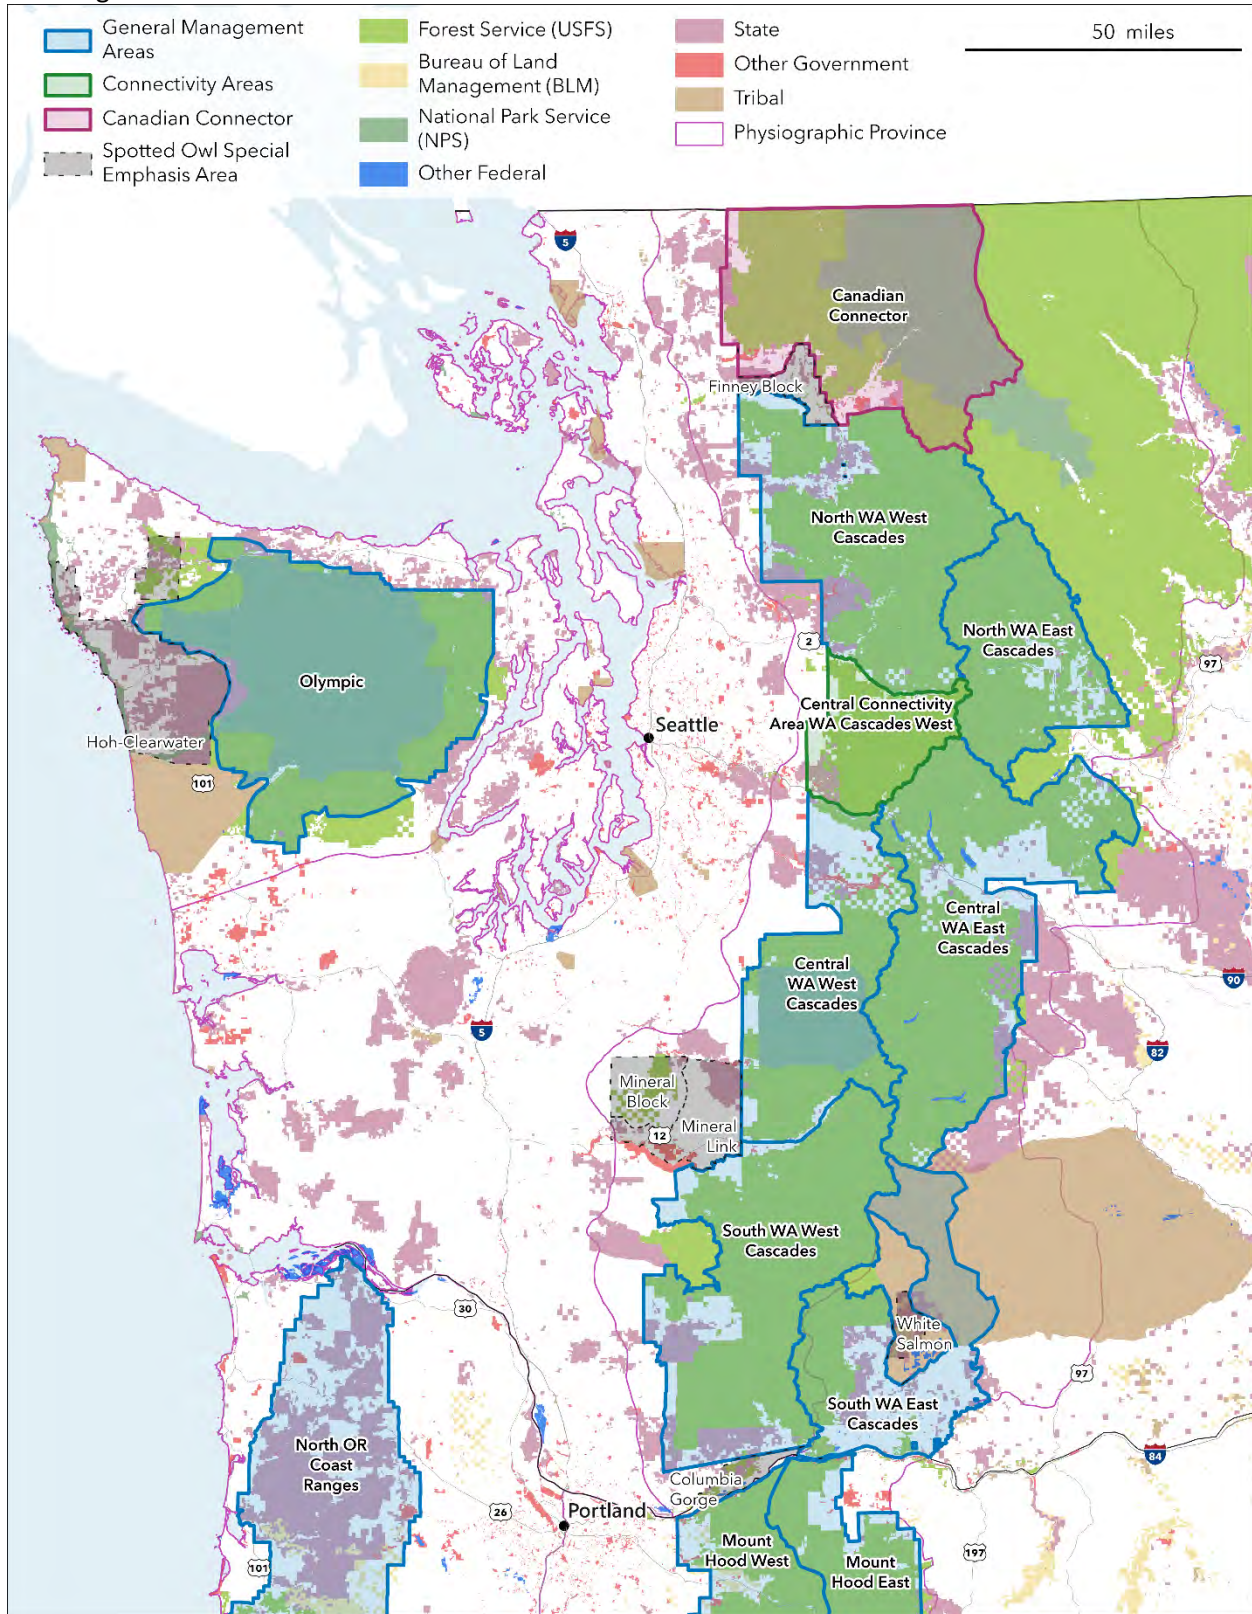 General Management
Areas
Connectivity Areas
Canadian Connector
Spotted Owl Special
Emphasis Area
Forest Service (USFS)
Bureau of Land
Management (BLM)
National Park Service
(NPS)
Other Federal
State
Other Government
Tribal
Physiographic Province
50 miles
5
Canadian
Connector
Finney Block
North WA West
Cascades
North WA East
Cascades
2
97
Olympic
Central Connectivity
Area WA Cascades West
Seattle
Hoh-Clearwater
101
Central
WA East
Cascades
Central
WA West
Cascades
90
5
82
Mineral
Block
12
Mineral
Link
South WA West
Cascades
30
White
Salmon
97
South WA East
Cascades
North OR
Coast
Ranges
84
Columbia
Gorge
26
Portland
Mount
Hood West
Mount
Hood East
197
101